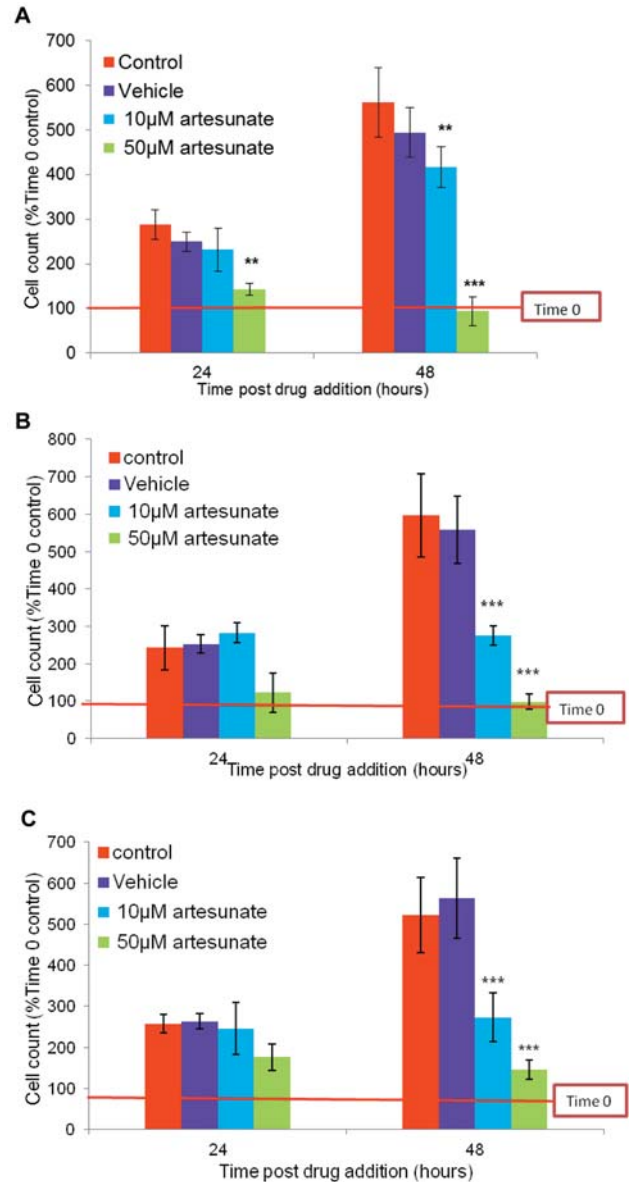 A
Cell count (%Time 0 control)
700
600
500
400
300
200
100
0
Control
Vehicle
10µM artesunate
50µM artesunate
**
**
***
Time 0
24
48
Time post drug addition (hours)
B
Cell count (%Time 0 control)
800
700
600
500
400
300
200
100
0
control
Vehicle
10µM artesunate
50µM artesunate
***
***
Time 0
24
48
Time post drug addition (hours)
C
Cell count (%Time 0 control)
700
600
500
400
300
200
100
0
control
Vehicle
10µM artesunate
50µM artesunate
***
***
Time 0
24
48
Time post drug addition (hours)